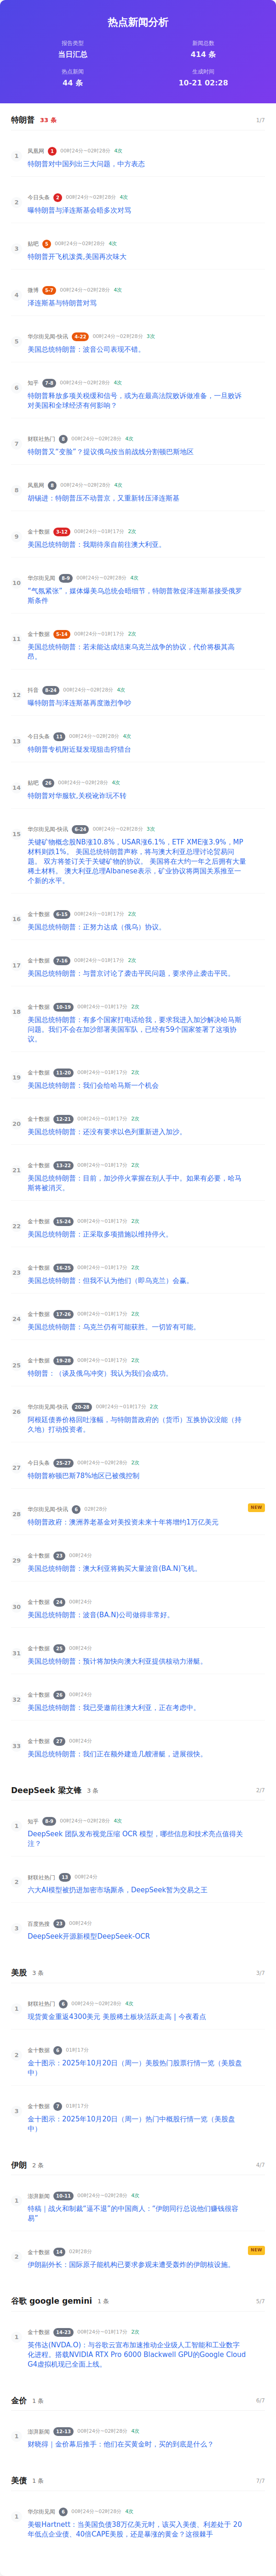 热点新闻分析
报告类型
当日汇总
新闻总数
414 条
热点新闻
44 条
生成时间
10-21 02:28
特朗普 33 条 1/7
1
凤凰网 1 00时24分~02时28分 4次
特朗普对中国列出三大问题，中方表态
2
今日头条 2 00时24分~02时28分 4次
曝特朗普与泽连斯基会晤多次对骂
3
贴吧 5 00时24分~02时28分 4次
特朗普开飞机泼粪,美国再次味大
4
微博 5-7 00时24分~02时28分 4次
泽连斯基与特朗普对骂
5
华尔街见闻-快讯 4-22 00时24分~02时28分 3次
美国总统特朗普：波音公司表现不错。
6
知乎 7-8 00时24分~02时28分 4次
特朗普释放多项关税缓和信号，或为在最高法院败诉做准备，一旦败诉
对美国和全球经济有何影响？
7
财联社热门 8 00时24分~02时28分 4次
特朗普又“变脸”？提议俄乌按当前战线分割顿巴斯地区
8
凤凰网 8 00时24分~02时28分 4次
胡锡进：特朗普压不动普京，又重新转压泽连斯基
9
金十数据 3-12 00时24分~01时17分 2次
美国总统特朗普：我期待亲自前往澳大利亚。
10
华尔街见闻 8-9 00时24分~02时28分 4次
“气氛紧张”，媒体爆美乌总统会晤细节，特朗普敦促泽连斯基接受俄罗
斯条件
11
金十数据 5-14 00时24分~01时17分 2次
美国总统特朗普：若未能达成结束乌克兰战争的协议，代价将极其高
昂。
12
抖音 8-24 00时24分~02时28分 4次
曝特朗普与泽连斯基再度激烈争吵
13
今日头条 11 00时24分~02时28分 4次
特朗普专机附近疑发现狙击狩猎台
14
贴吧 26 00时24分~02时28分 4次
特朗普对华服软,关税讹诈玩不转
15
华尔街见闻-快讯 6-24 00时24分~02时28分 3次
关键矿物概念股NB涨10.8%，USAR涨6.1%，ETF XME涨3.9%，MP
材料则跌1%。 美国总统特朗普声称，将与澳大利亚总理讨论贸易问
题。 双方将签订关于关键矿物的协议。 美国将在大约一年之后拥有大量
稀土材料。 澳大利亚总理Albanese表示，矿业协议将两国关系推至一
个新的水平。
16
金十数据 6-15 00时24分~01时17分 2次
美国总统特朗普：正努力达成（俄乌）协议。
17
金十数据 7-16 00时24分~01时17分 2次
美国总统特朗普：与普京讨论了袭击平民问题，要求停止袭击平民。
18
金十数据 10-19 00时24分~01时17分 2次
美国总统特朗普：有多个国家打电话给我，要求我进入加沙解决哈马斯
问题。我们不会在加沙部署美国军队，已经有59个国家签署了这项协
议。
19
金十数据 11-20 00时24分~01时17分 2次
美国总统特朗普：我们会给哈马斯一个机会
20
金十数据 12-21 00时24分~01时17分 2次
美国总统特朗普：还没有要求以色列重新进入加沙。
21
金十数据 13-22 00时24分~01时17分 2次
美国总统特朗普：目前，加沙停火掌握在别人手中。如果有必要，哈马
斯将被消灭。
22
金十数据 15-24 00时24分~01时17分 2次
美国总统特朗普：正采取多项措施以维持停火。
23
金十数据 16-25 00时24分~01时17分 2次
美国总统特朗普：但我不认为他们（即乌克兰）会赢。
24
金十数据 17-26 00时24分~01时17分 2次
美国总统特朗普：乌克兰仍有可能获胜。一切皆有可能。
25
金十数据 19-28 00时24分~01时17分 2次
特朗普：（谈及俄乌冲突）我认为我们会成功。
26
华尔街见闻-快讯 20-28 00时24分~01时17分 2次
阿根廷债券价格回吐涨幅，与特朗普政府的（货币）互换协议没能（持
久地）打动投资者。
27
今日头条 25-27 00时24分~02时28分 2次
特朗普称顿巴斯78%地区已被俄控制
28
华尔街见闻-快讯 6 02时28分 NEW
特朗普政府：澳洲养老基金对美投资未来十年将增约1万亿美元
29
金十数据 23 00时24分
美国总统特朗普：澳大利亚将购买大量波音(BA.N)飞机。
30
金十数据 24 00时24分
美国总统特朗普：波音(BA.N)公司做得非常好。
31
金十数据 25 00时24分
美国总统特朗普：预计将加快向澳大利亚提供核动力潜艇。
32
金十数据 26 00时24分
美国总统特朗普：我已受邀前往澳大利亚，正在考虑中。
33
金十数据 27 00时24分
美国总统特朗普：我们正在额外建造几艘潜艇，进展很快。
DeepSeek 梁文锋 3 条 2/7
1
知乎 8-9 00时24分~02时28分 4次
DeepSeek 团队发布视觉压缩 OCR 模型，哪些信息和技术亮点值得关
注？
2
财联社热门 13 00时24分
六大AI模型被扔进加密市场厮杀，DeepSeek暂为交易之王
3
百度热搜 23 00时24分
DeepSeek开源新模型DeepSeek-OCR
美股 3 条 3/7
1
财联社热门 6 00时24分~02时28分 4次
现货黄金重返4300美元 美股稀土板块活跃走高 | 今夜看点
2
金十数据 6 01时17分
金十图示：2025年10月20日（周一）美股热门股票行情一览（美股盘
中）
3
金十数据 7 01时17分
金十图示：2025年10月20日（周一）热门中概股行情一览（美股盘
中）
伊朗 2 条 4/7
1
澎湃新闻 10-11 00时24分~02时28分 4次
特稿｜战火和制裁“逼不退”的中国商人：“伊朗同行总说他们赚钱很容
易”
2
金十数据 14 02时28分 NEW
伊朗副外长：国际原子能机构已要求参观未遭受轰炸的伊朗核设施。
谷歌 google gemini 1 条 5/7
1
金十数据 14-23 00时24分~01时17分 2次
英伟达(NVDA.O)：与谷歌云宣布加速推动企业级人工智能和工业数字
化进程。搭载NVIDIA RTX Pro 6000 Blackwell GPU的Google Cloud
G4虚拟机现已全面上线。
金价 1 条 6/7
1
澎湃新闻 12-13 00时24分~02时28分 4次
财晓得｜金价幕后推手：他们在买黄金时，买的到底是什么？
美债 1 条 7/7
1
华尔街见闻 6 00时24分~02时28分 4次
美银Hartnett：当美国负债38万亿美元时，该买入美债、利差处于 20
年低点企业债、40倍CAPE美股，还是暴涨的黄金？这很棘手